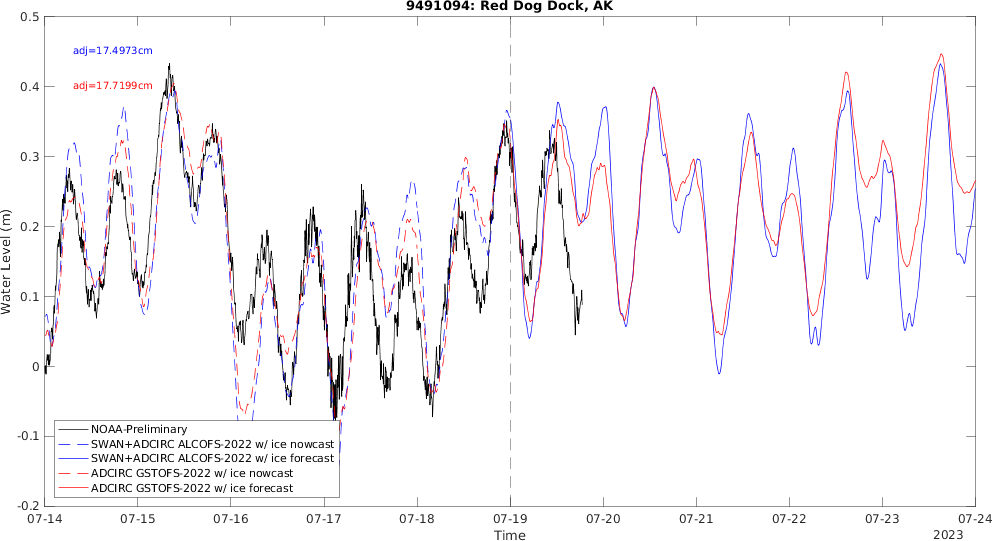 9491094: Red Dog Dock, AK
adj=17.4973cm
adj=17.7199cm
Water Level (m)
0.5
0.4
0.3
0.2
0.1
0
-0.1
-0.2
NOAA-Preliminary
SWAN+ADCIRC ALCOFS-2022 w/ ice nowcast
SWAN+ADCIRC ALCOFS-2022 w/ ice forecast
ADCIRC GSTOFS-2022 w/ ice nowcast
ADCIRC GSTOFS-2022 w/ ice forecast
07-14 07-15 07-16 07-17 07-18 07-19 07-20 07-21 07-22 07-23 07-24
Time
2023